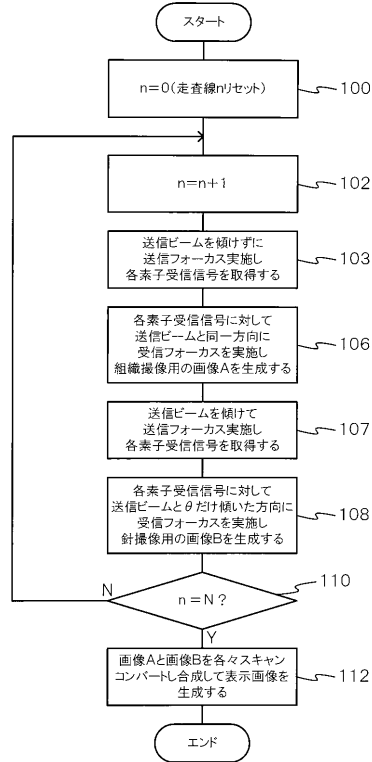 スタート
n=0(走査線nリセット)
100
n=n+1
102
送信ビームを傾けずに
送信フォーカス実施し
各素子受信信号を取得する
103
各素子受信信号に対して
送信ビームと同一方向に
受信フォーカスを実施し
組織撮像用の画像Aを生成する
106
送信ビームを傾けて
送信フォーカス実施し
各素子受信信号を取得する
107
各素子受信信号に対して
送信ビームとθだけ傾いた方向に
受信フォーカスを実施し
針撮像用の画像Bを生成する
108
n=N?
110
N
Y
画像Aと画像Bを各々スキャン
コンバートし合成して表示画像を
生成する
112
エンド